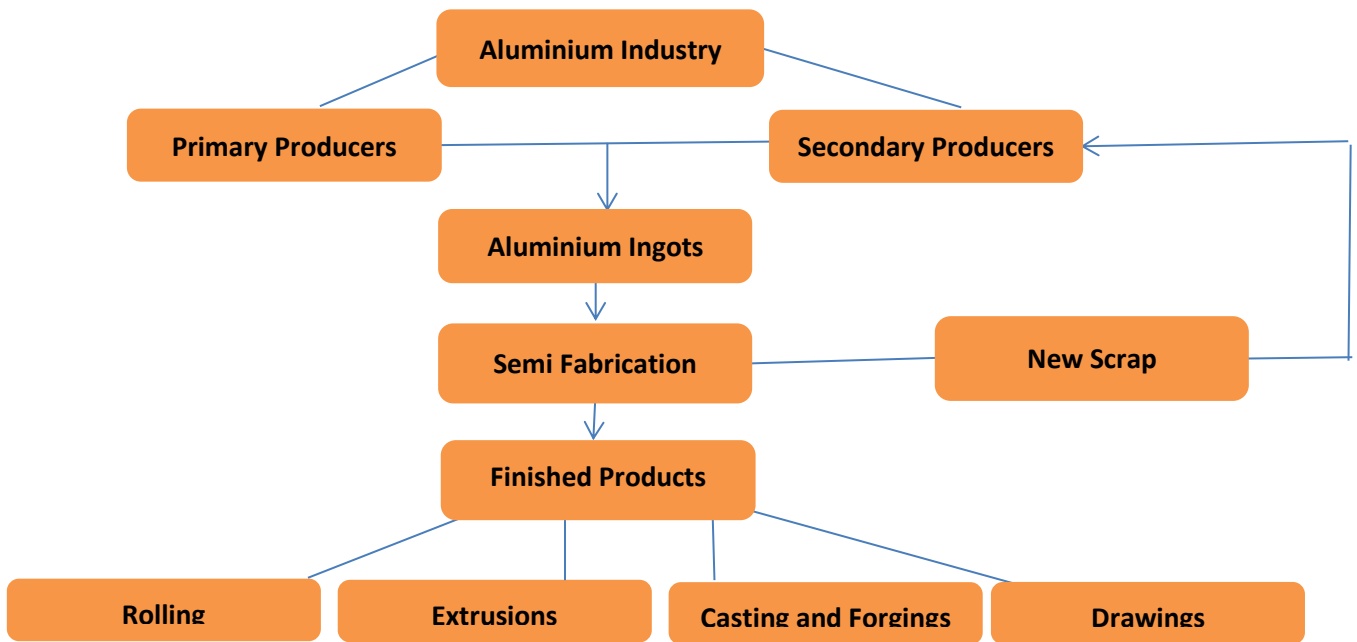 Aluminium Industry
Primary Producers
Secondary Producers
Aluminium Ingots
Semi Fabrication
New Scrap
Finished Products
Rolling
Extrusions
Casting and Forgings
Drawings